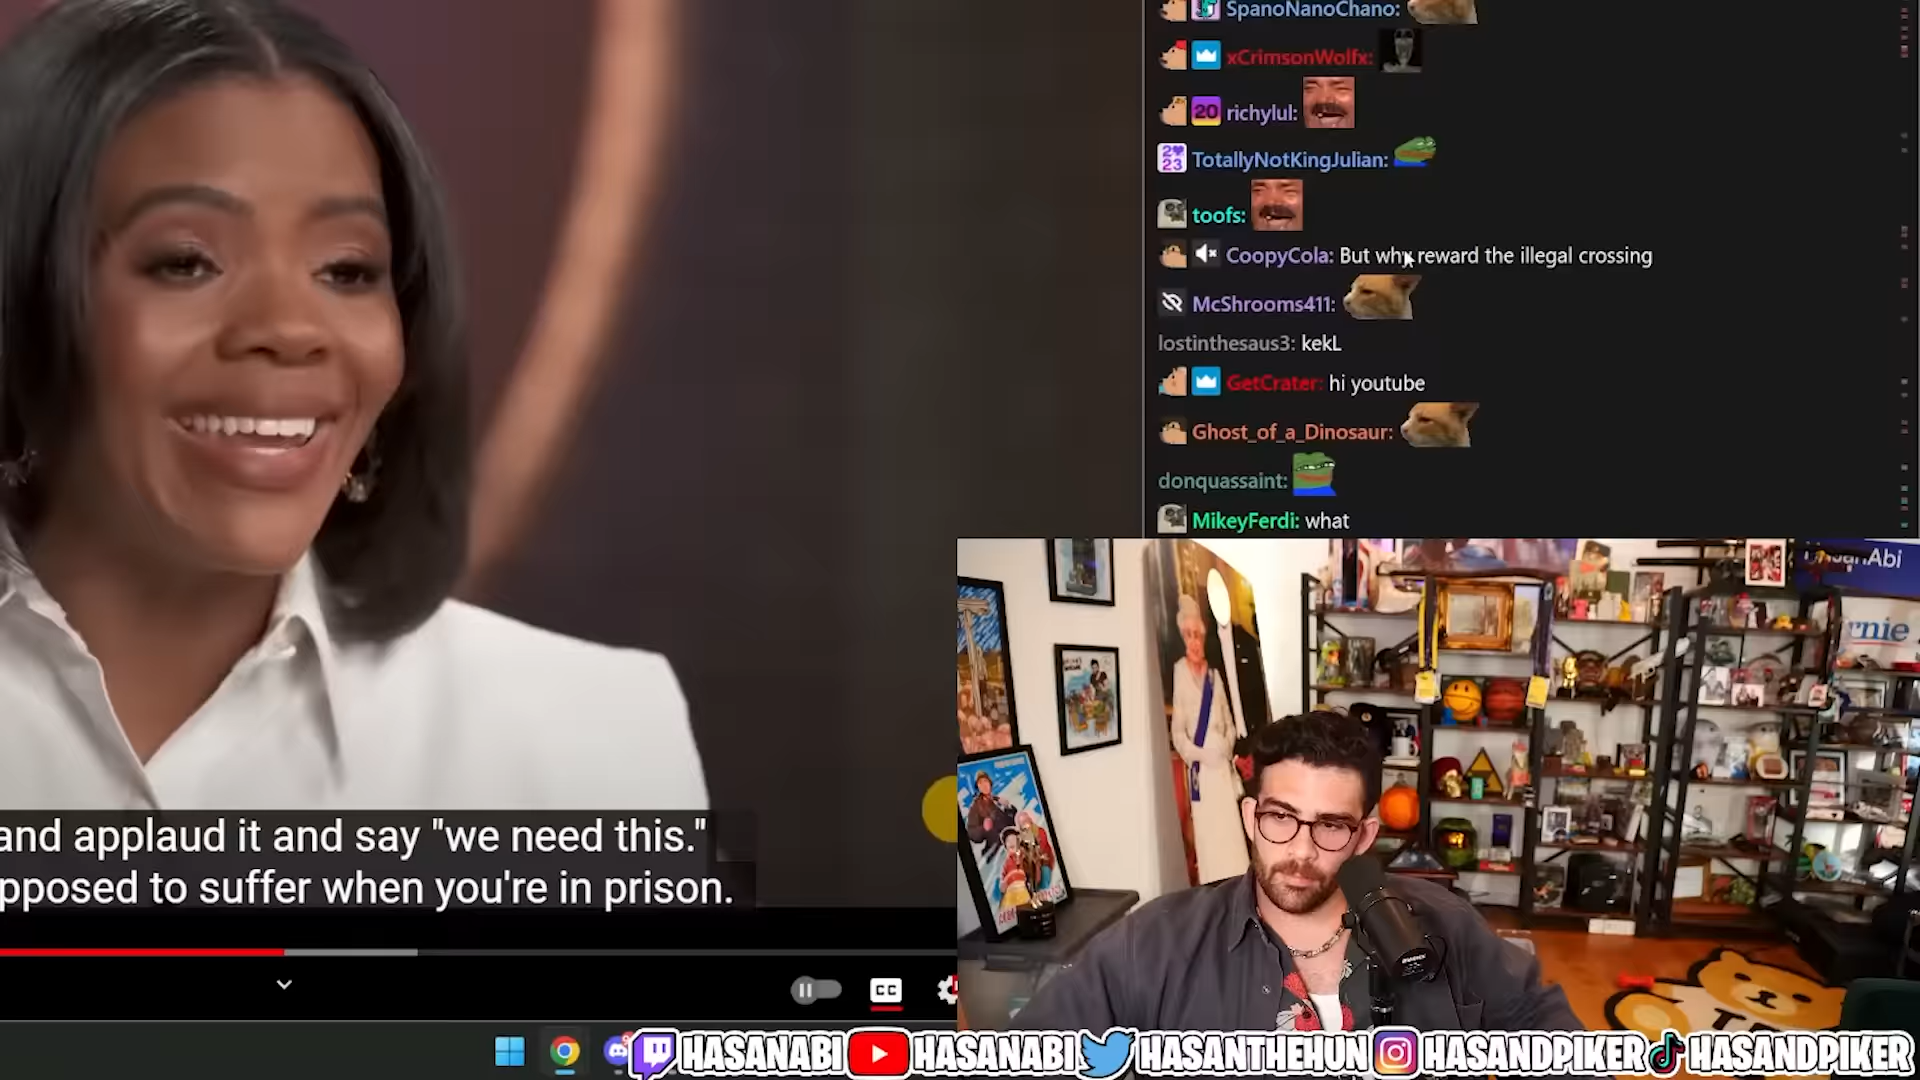 SpanoNanoChano:
xCrimsonWolfx:
20 richylul:
TotallyNotKingJulian:
toofs:
CoopyCola: But why reward the illegal crossing
McShrooms411:
lostinthesaus3: kekL
GetCrater: hi youtube
Ghost_of_a_Dinosaur:
donquassaint:
MikeyFerdi: what
rnie
and applaud it and say "we need this."
pposed to suffer when you're in prison.
CC
HASANABI HASANABI HASANTHEHUN HASANDPIKER HASANDPIKER